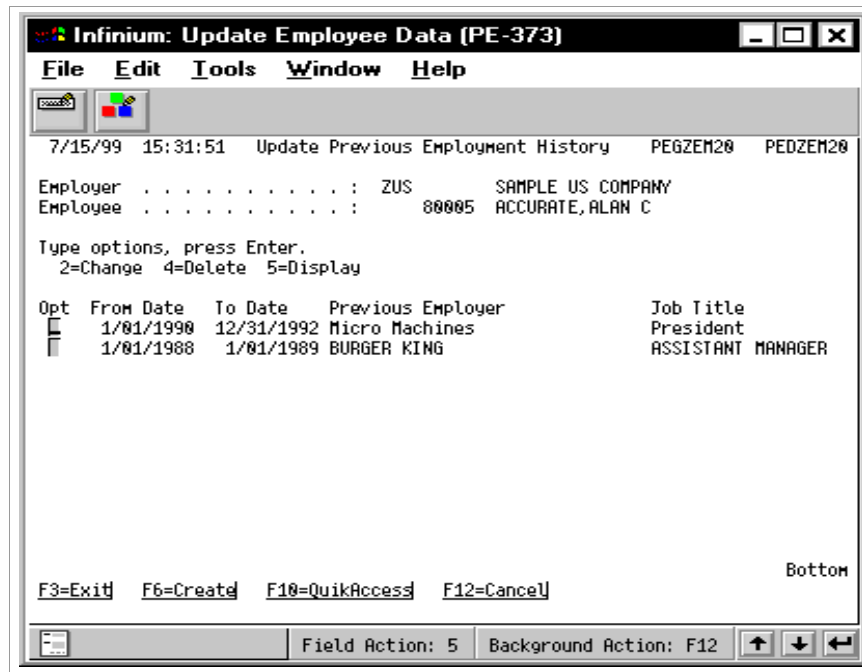 Infinium: Update Employee Data (PE-373)
File Edit Tools Window Help
7/15/99 15:31:51 Update Previous Employment History PEGZEM20 PEDZEM20
Employer . . . . . . . . . . . : ZUS SAMPLE US COMPANY
Employee . . . . . . . . . . . : 80005 ACCURATE,ALAN C
Type options, press Enter.
2=Change 4=Delete 5=Display
Opt From Date To Date Previous Employer Job Title
1/01/1990 12/31/1992 Micro Machines President
1/01/1988 1/01/1989 BURGER KING ASSISTANT MANAGER
Bottom
F3=Exit F6=Create F10=QuikAccess F12=Cancel
Field Action: 5 Background Action: F12